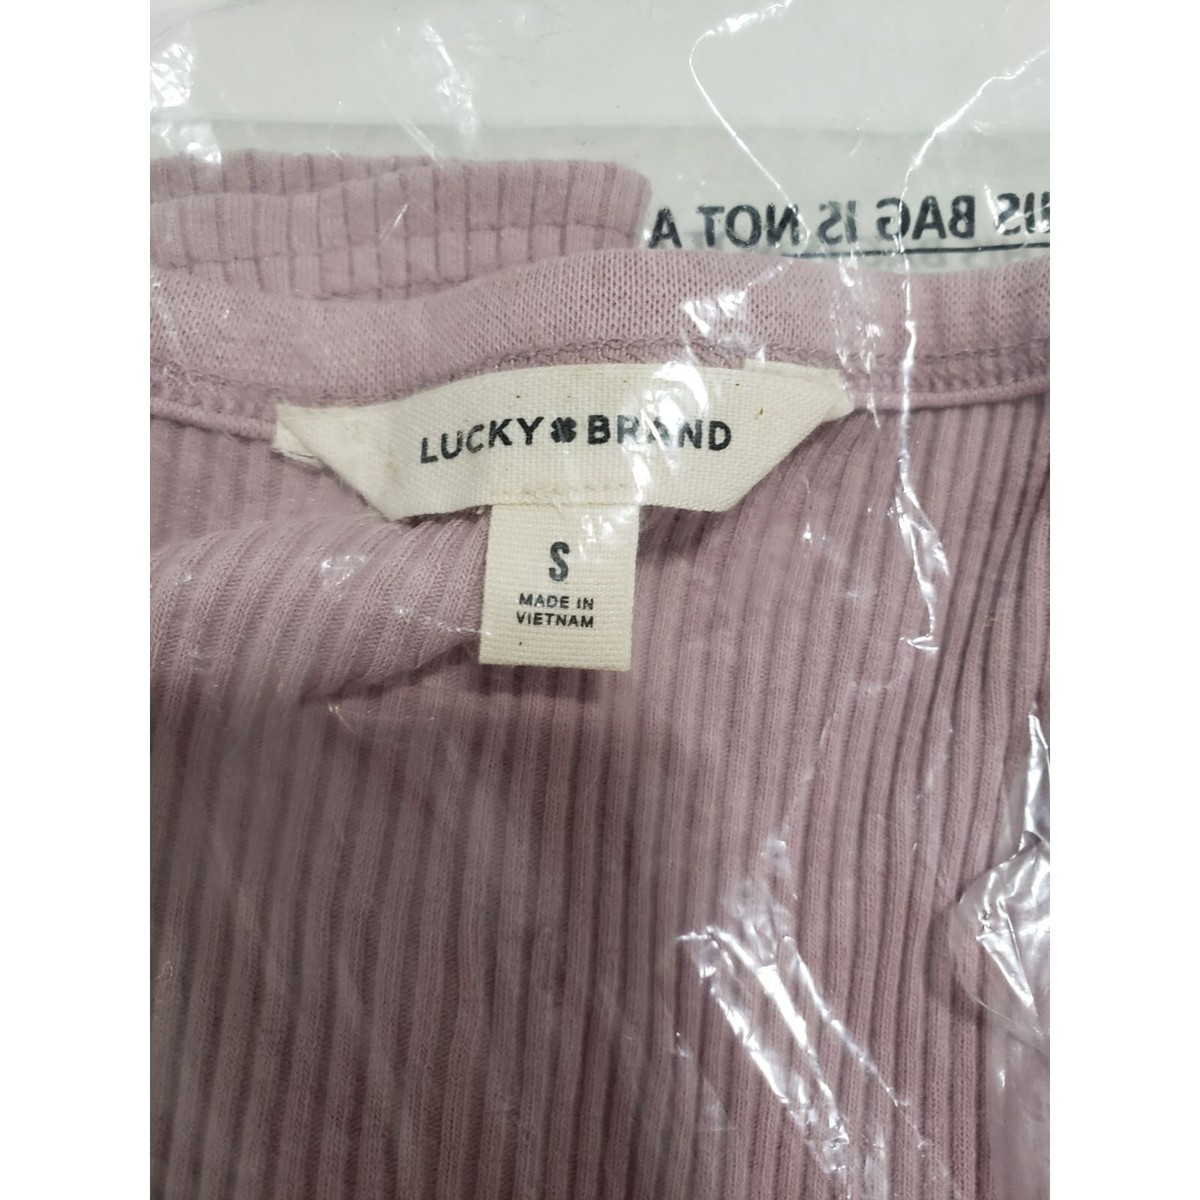 IS BAG IS NOT A
LUCKY BRAND
S
MADE IN
VIETNAM